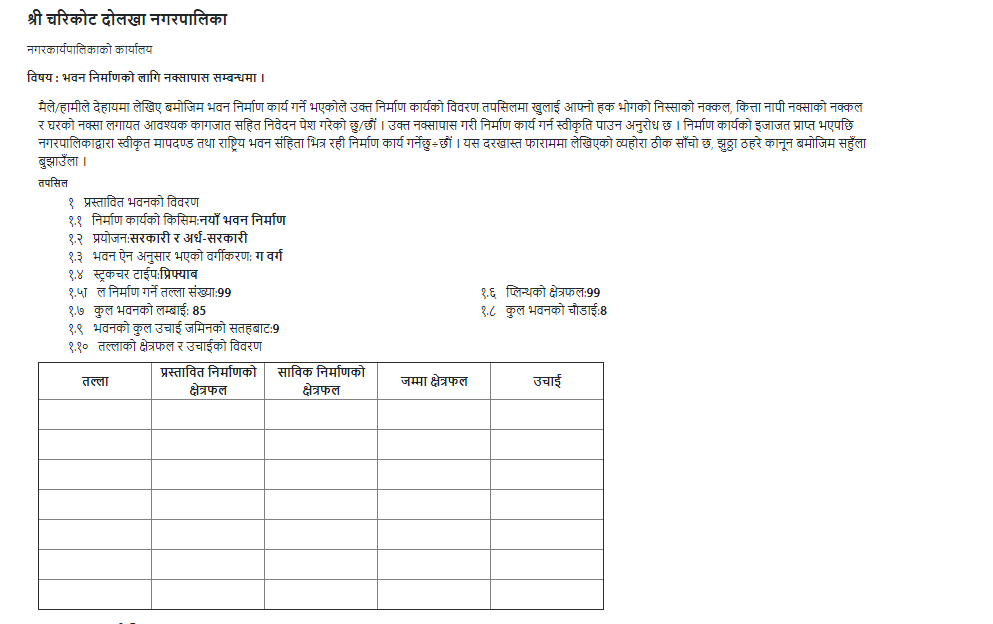 श्री चरिकोट दोलखा नगरपालिका
नगरकार्यपालिकाको कार्यालय
विषय : भवन निर्माणको लागि नक्सापास सम्बन्धमा ।
मैले/हामीले देहायमा लेखिए बमोजिम भवन निर्माण कार्य गर्ने भएकोले उक्त निर्माण कार्यको विवरण तपसिलमा खुलाई आफ्नो हक भोगको निस्साको नक्कल, कित्ता नापी नक्साको नक्कल
र घरको नक्सा लगायत आवश्यक कागजात सहित निवेदन पेश गरेको छु/छौं । उक्त नक्सापास गरी निर्माण कार्य गर्न स्वीकृति पाउन अनुरोध छ । निर्माण कार्यको इजाजत प्राप्त भएपछि
नगरपालिकाद्वारा स्वीकृत मापदण्ड तथा राष्ट्रिय भवन संहिता भित्र रही निर्माण कार्य गर्नेछु÷छौं । यस दरखास्त फाराममा लेखिएको व्यहोरा ठीक साँचो छ, झुठ्ठा ठहरे कानून बमोजिम सहुँला
बुझाउँला ।
तपसिल
१ प्रस्तावित भवनको विवरण
१.१ निर्माण कार्यको किसिम:नयाँ भवन निर्माण
१.२ प्रयोजन:सरकारी र अर्ध-सरकारी
१.३ भवन ऐन अनुसार भएको वर्गीकरण: ग वर्ग
१.४ स्ट्रकचर टाईप:प्रिफ्याब
१.५ा ल निर्माण गर्ने तल्ला संख्या:99 १.६ प्लिन्थको क्षेत्रफल:99
१.७ कुल भवनको लम्बाई: 85 १.८ कुल भवनको चौडाई:8
१.९ भवनको कुल उचाई जमिनको सतहबाट:9
१.१० तल्लाको क्षेत्रफल र उचाईको विवरण
तल्ला प्रस्तावित निर्माणको क्षेत्रफल साविक निर्माणको क्षेत्रफल जम्मा क्षेत्रफल उचाई